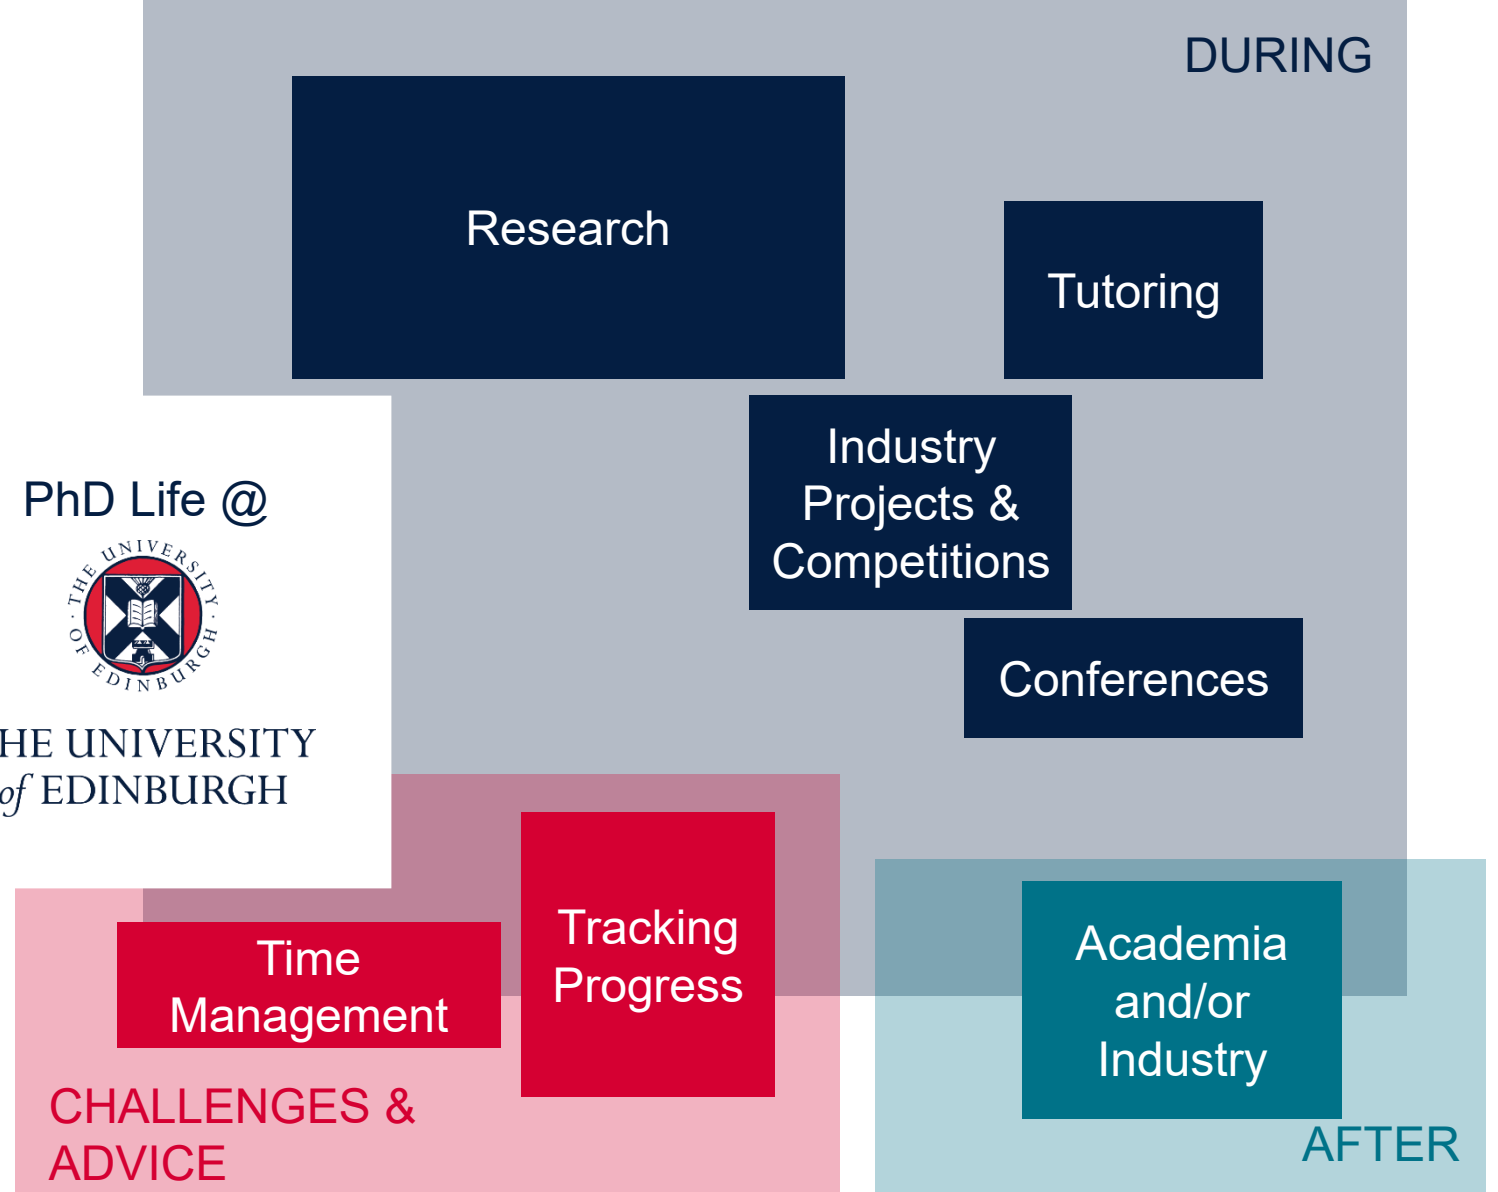 DURING
Research
Tutoring
Industry
Projects &
Competitions
Conferences
PhD Life @
THE UNIVERSITY OF EDINBURGH
HE UNIVERSITY
of EDINBURGH
Tracking
Progress
Time
Management
CHALLENGES &
ADVICE
Academia
and/or
Industry
AFTER